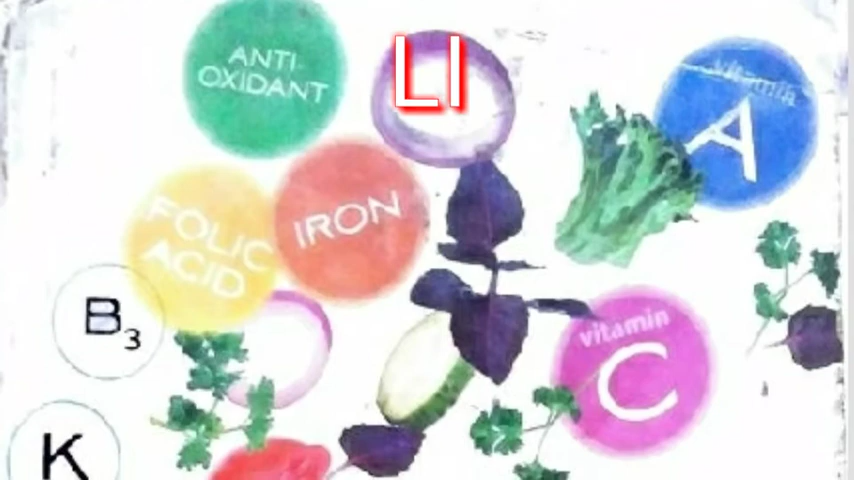 LI
ANTI-
OXIDANT
vitamin
A
FOLIC
ACID
IRON
B3
vitamin
C
K